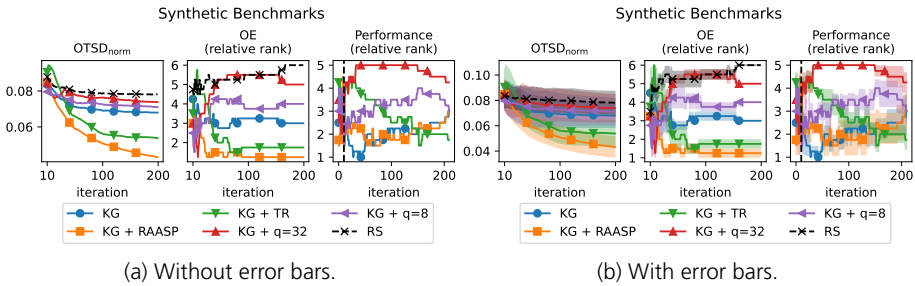 Synthetic Benchmarks
OTSDnorm
OE
(relative rank)
Performance
(relative rank)
0.08
0.06
6
5
4
3
2
5
4
3
2
1
10 100 200
10 100 200
0 100 200
iteration
iteration
iteration
KG
KG + TR
KG + q=8
KG + RAASP
KG + q=32
RS
(a) Without error bars.
Synthetic Benchmarks
OTSDnorm
OE
(relative rank)
Performance
(relative rank)
0.10
0.08
0.06
0.04
6
5
4
3
2
1
5
4
3
2
1
10 100 200
10 100 200
0 100 200
iteration
iteration
iteration
KG
KG + TR
KG + q=8
KG + RAASP
KG + q=32
RS
(b) With error bars.